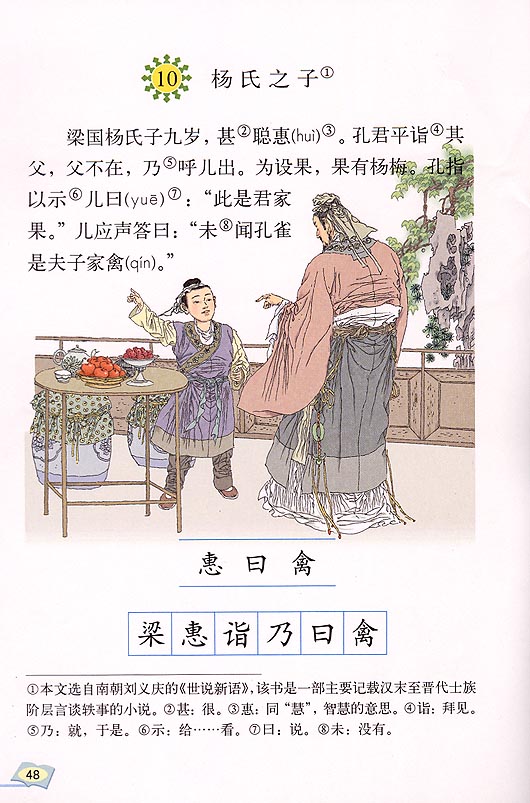 10 杨氏之子①
梁国杨氏子九岁，甚②聪惠(huì)③。孔君平诣④其
父，父不在，乃⑤呼儿出。为设果，果有杨梅。孔指
以示⑥儿曰(yuē)⑦：“此是君家
果。”儿应声答曰：“未⑧闻孔雀
是夫子家禽(qín)。”
惠 曰 禽
梁 惠 诣 乃 曰 禽
①本文选自南朝刘义庆的《世说新语》，该书是一部主要记载汉末至晋代士族
阶层言谈轶事的小说。②甚：很。③惠：同“慧”，智慧的意思。④诣：拜见。
⑤乃：就，于是。⑥示：给……看。⑦曰：说。⑧未：没有。
48